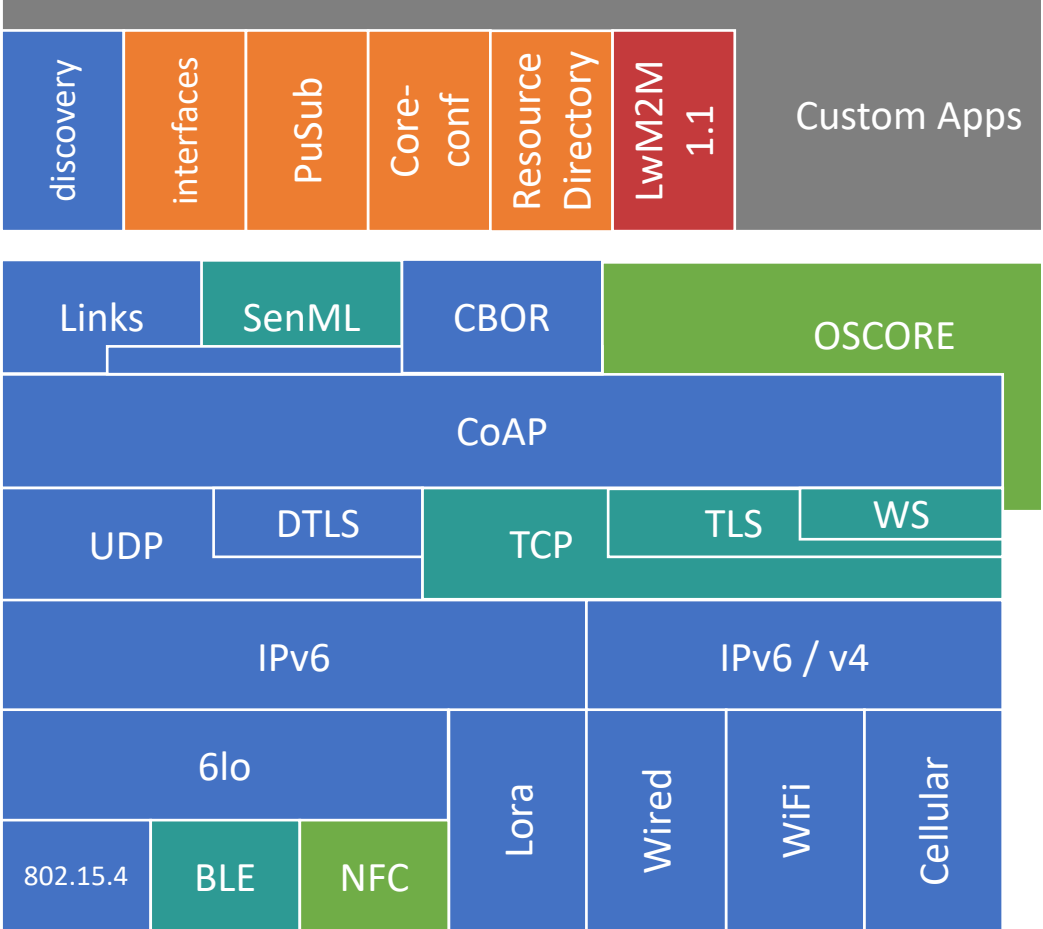 discovery
interfaces
PuSub
Core-
conf
Resource
Directory
LwM2M
1.1
Custom Apps
Links
SenML
CBOR
OSCORE
CoAP
UDP
DTLS
TCP
TLS
WS
IPv6
IPv6 / v4
6lo
Lora
Wired
WiFi
Cellular
802.15.4
BLE
NFC